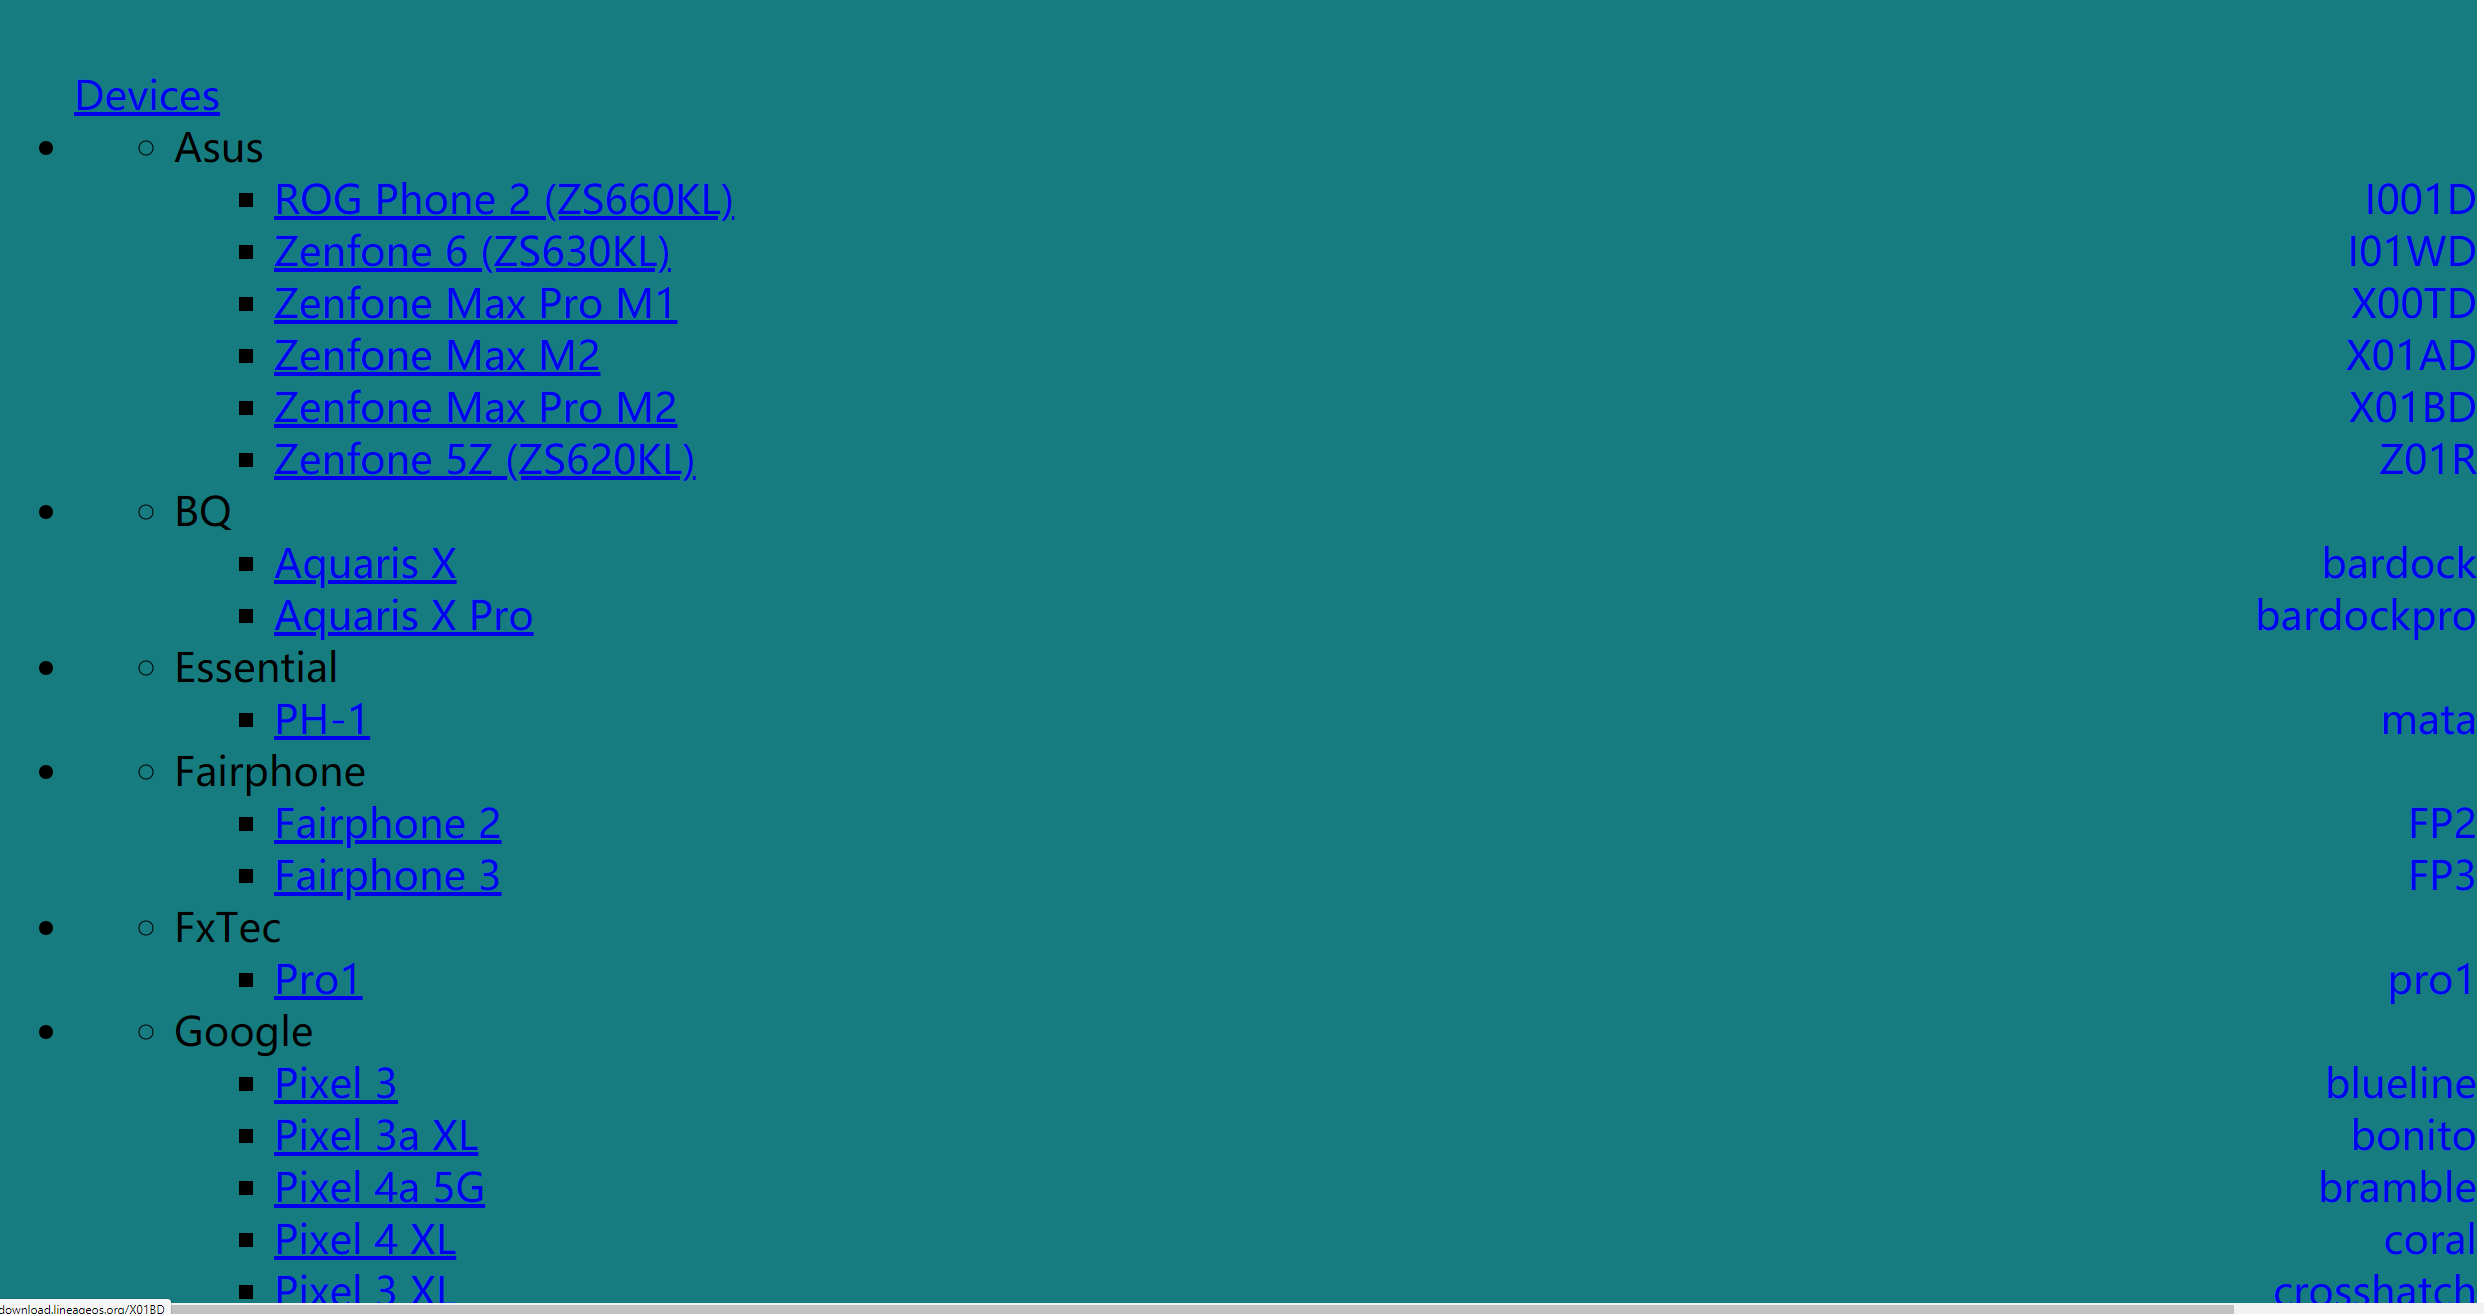 Devices
Asus
ROG Phone 2 (ZS660KL) I001D
Zenfone 6 (ZS630KL) I01WD
Zenfone Max Pro M1 X00TD
Zenfone Max M2 X01AD
Zenfone Max Pro M2 X01BD
Zenfone 5Z (ZS620KL) Z01R
BQ
Aquaris X bardock
Aquaris X Pro bardockpro
Essential
PH-1 mata
Fairphone
Fairphone 2 FP2
Fairphone 3 FP3
FxTec
Pro1 pro1
Google
Pixel 3 blueline
Pixel 3a XL bonito
Pixel 4a 5G bramble
Pixel 4 XL coral
Pixel 3 XL crosshatch
download.lineageos.org/X01BD